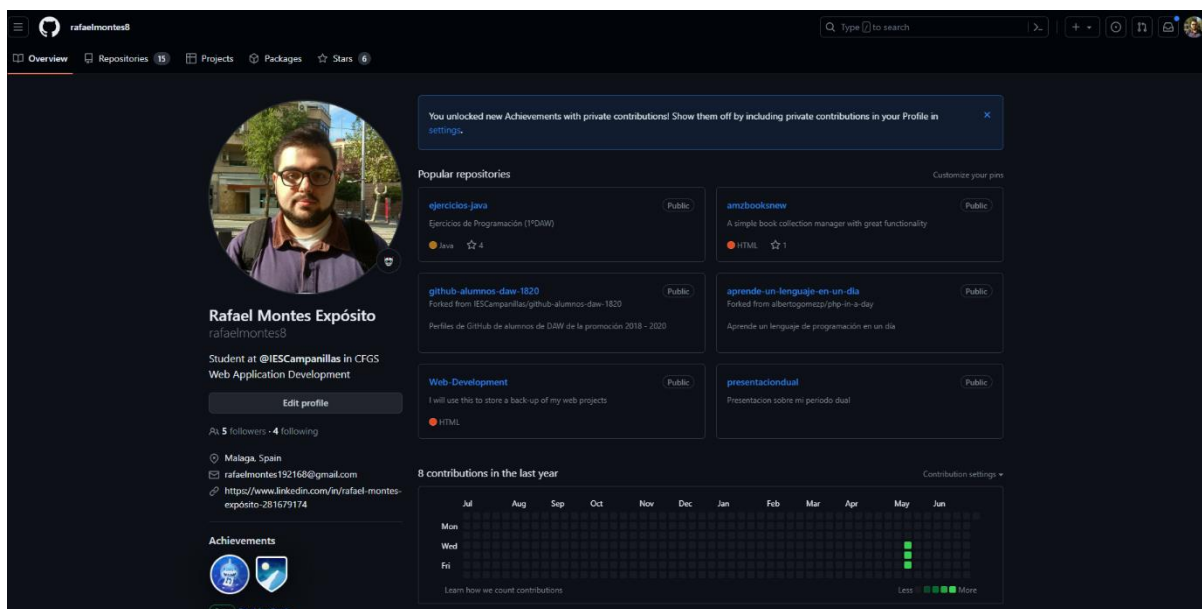 rafaelmontes8
Type / to search
Overview Repositories 15 Projects Packages Stars 6
You unlocked new Achievements with private contributions! Show them off by including private contributions in your Profile in
settings.
Popular repositories
Customize your pins
ejercicios-java Public
Ejercicios de Programación (1ºDAW)
Java 4
amzbooksnew Public
A simple book collection manager with great functionality
HTML 1
github-alumnos-daw-1820 Public
Forked from IESCampanillas/github-alumnos-daw-1820
Perfiles de GitHub de alumnos de DAW de la promoción 2018 - 2020
aprende-un-lenguaje-en-un-dia Public
Forked from albertogomezp/php-in-a-day
Aprende un lenguaje de programación en un día
Web-Development Public
I will use this to store a back-up of my web projects
HTML
presentaciondual Public
Presentacion sobre mi periodo dual
Rafael Montes Expósito
rafaelmontes8
Student at @IESCampanillas in CFGS
Web Application Development
Edit profile
5 followers · 4 following
Malaga, Spain
rafaelmontes192168@gmail.com
https://www.linkedin.com/in/rafael-montes-
expósito-281679174
Achievements
8 contributions in the last year
Contribution settings
Jul Aug Sep Oct Nov Dec Jan Feb Mar Apr May Jun
Mon
Wed
Fri
Learn how we count contributions
Less More